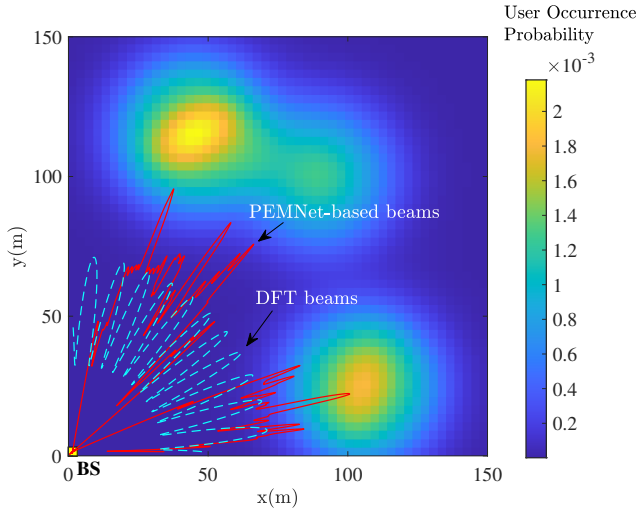 User Occurrence
Probability
×10⁻³
150
100
50
0
y(m)
PEMNet-based beams
DFT beams
BS
0
50
100
150
x(m)
2
1.8
1.6
1.4
1.2
1
0.8
0.6
0.4
0.2